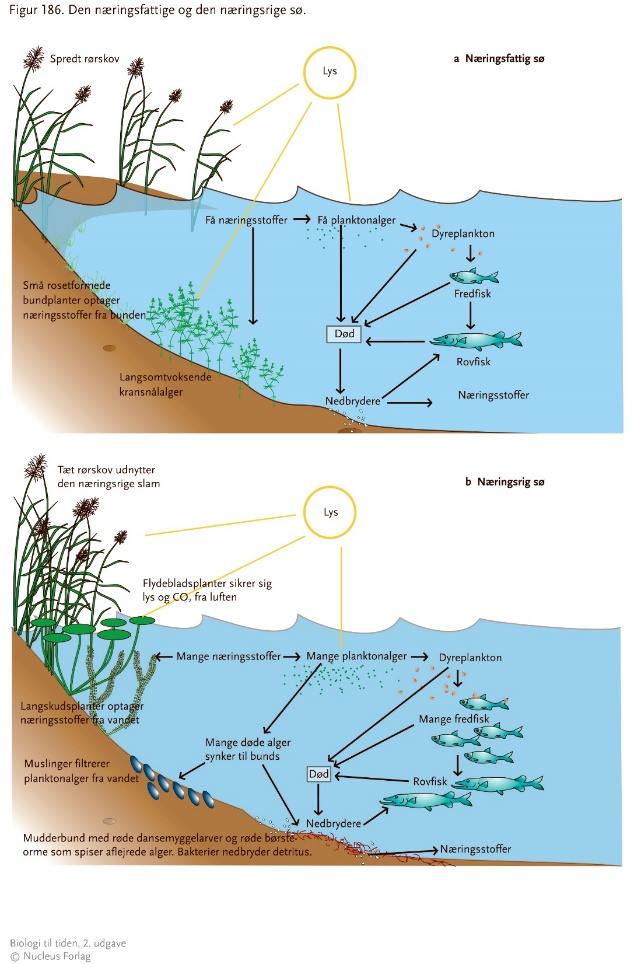 Figur 186. Den næringsfattige og den næringsrige sø.
Spredt rørskov
Lys
a Næringsfattig sø
Få næringsstoffer
Få planktonalger
Dyreplankton
Fredfisk
Små rosetformede
bundplanter optager
næringsstoffer fra bunden
Død
Rovfisk
Langsomtvoksende
kransnålalger
Nedbrydere
Næringsstoffer
Tæt rørskov udnytter
den næringsrige slam
b Næringsrig sø
Lys
Flydebladsplanter sikrer sig
lys og CO, fra luften
Mange næringsstoffer
Mange planktonalger
Dyreplankton
Langskudsplanter optager
næringsstoffer fra vandet
Mange fredfisk
Mange døde alger
synker til bunds
Muslinger filtrerer
planktonalger fra vandet
Død
Rovfisk
Nedbrydere
Mudderbund med røde dansemyggelarver og røde børste-
orme som spiser aflejrede alger. Bakterier nedbryder detritus.
Næringsstoffer
Biologi til tiden, 2. udgave
© Nucleus Forlag